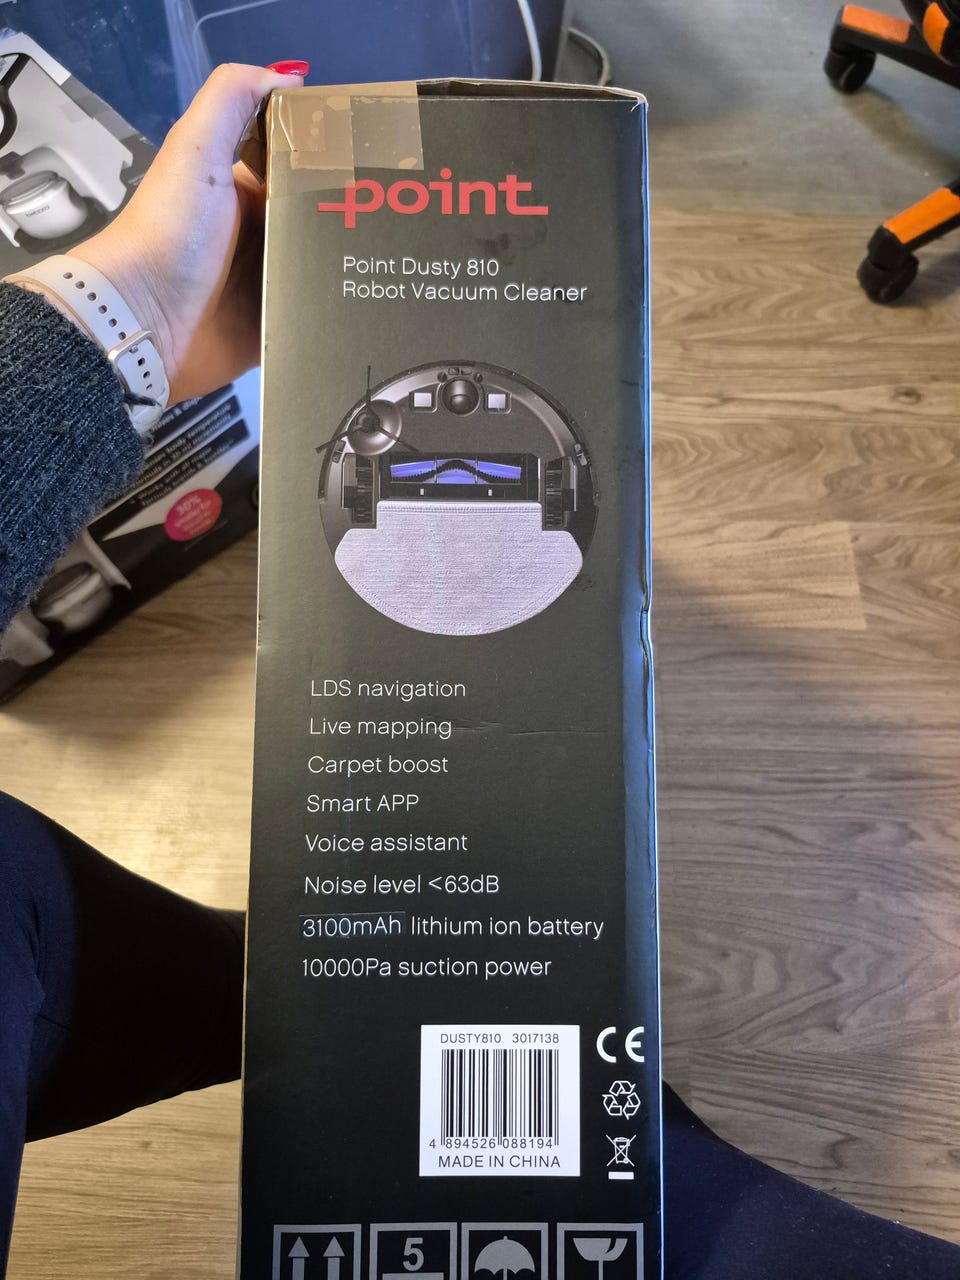 point
Point Dusty 810
Robot Vacuum Cleaner
LDS navigation
Live mapping
Carpet boost
Smart APP
Voice assistant
Noise level <63dB
3100mAh lithium ion battery
10000Pa suction power
DUSTY810 3017138
CE
4 894526 088194
MADE IN CHINA
5
30%